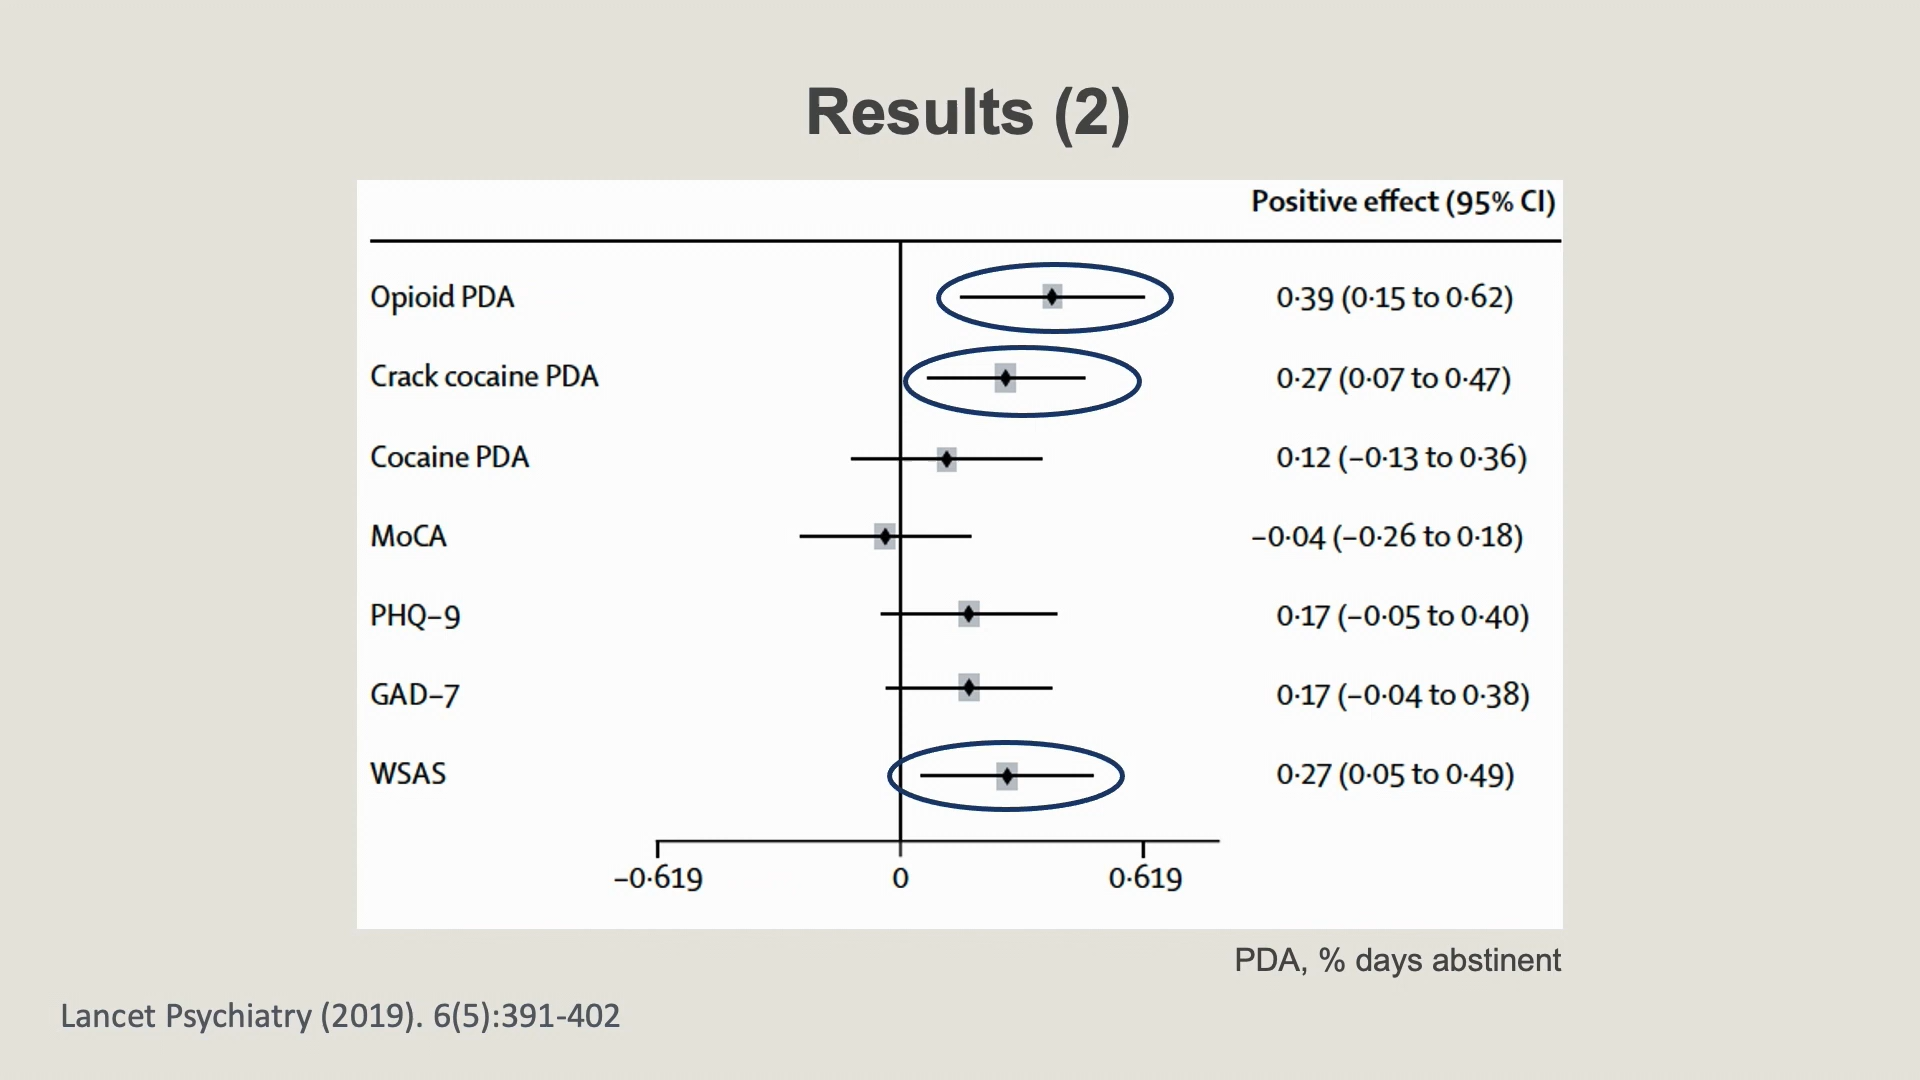 Results (2)
Positive effect (95% CI)
Opioid PDA 0·39 (0·15 to 0·62)
Crack cocaine PDA 0·27 (0·07 to 0·47)
Cocaine PDA 0·12 (−0·13 to 0·36)
MoCA −0·04 (−0·26 to 0·18)
PHQ−9 0·17 (−0·05 to 0·40)
GAD−7 0·17 (−0·04 to 0·38)
WSAS 0·27 (0·05 to 0·49)
−0·619 0 0·619
PDA, % days abstinent
Lancet Psychiatry (2019). 6(5):391-402